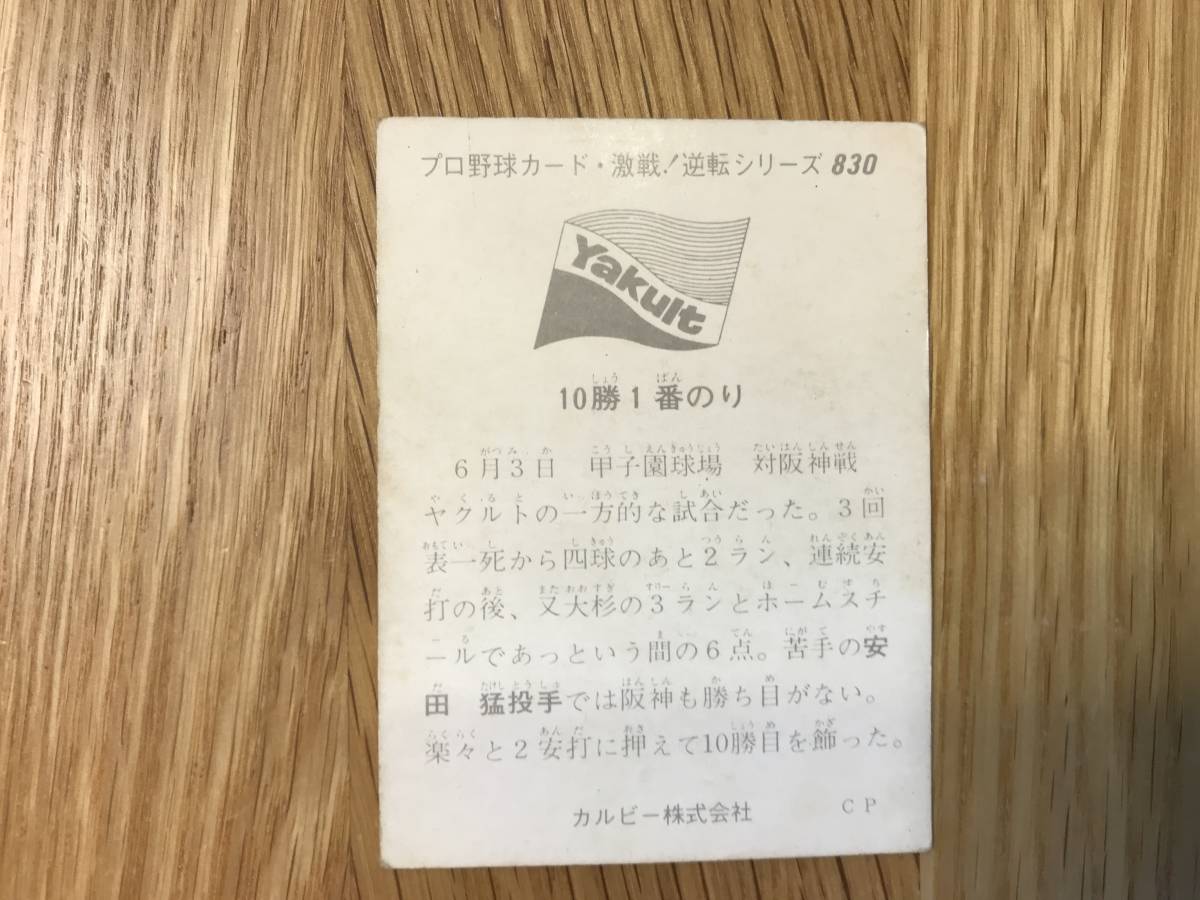 プロ野球カード・激戦！逆転シリーズ 830
Yakult
10勝1番のり
6月3日 甲子園球場 対阪神戦
ヤクルトの一方的な試合だった。3回
表一死から四球のあと2ラン、連続安
打の後、又大杉の3ランとホームスチ
ールであっという間の6点。苦手の安
田 猛投手では阪神も勝ち目がない。
楽々と2安打に押えて10勝目を飾った。
カルビー株式会社 CP